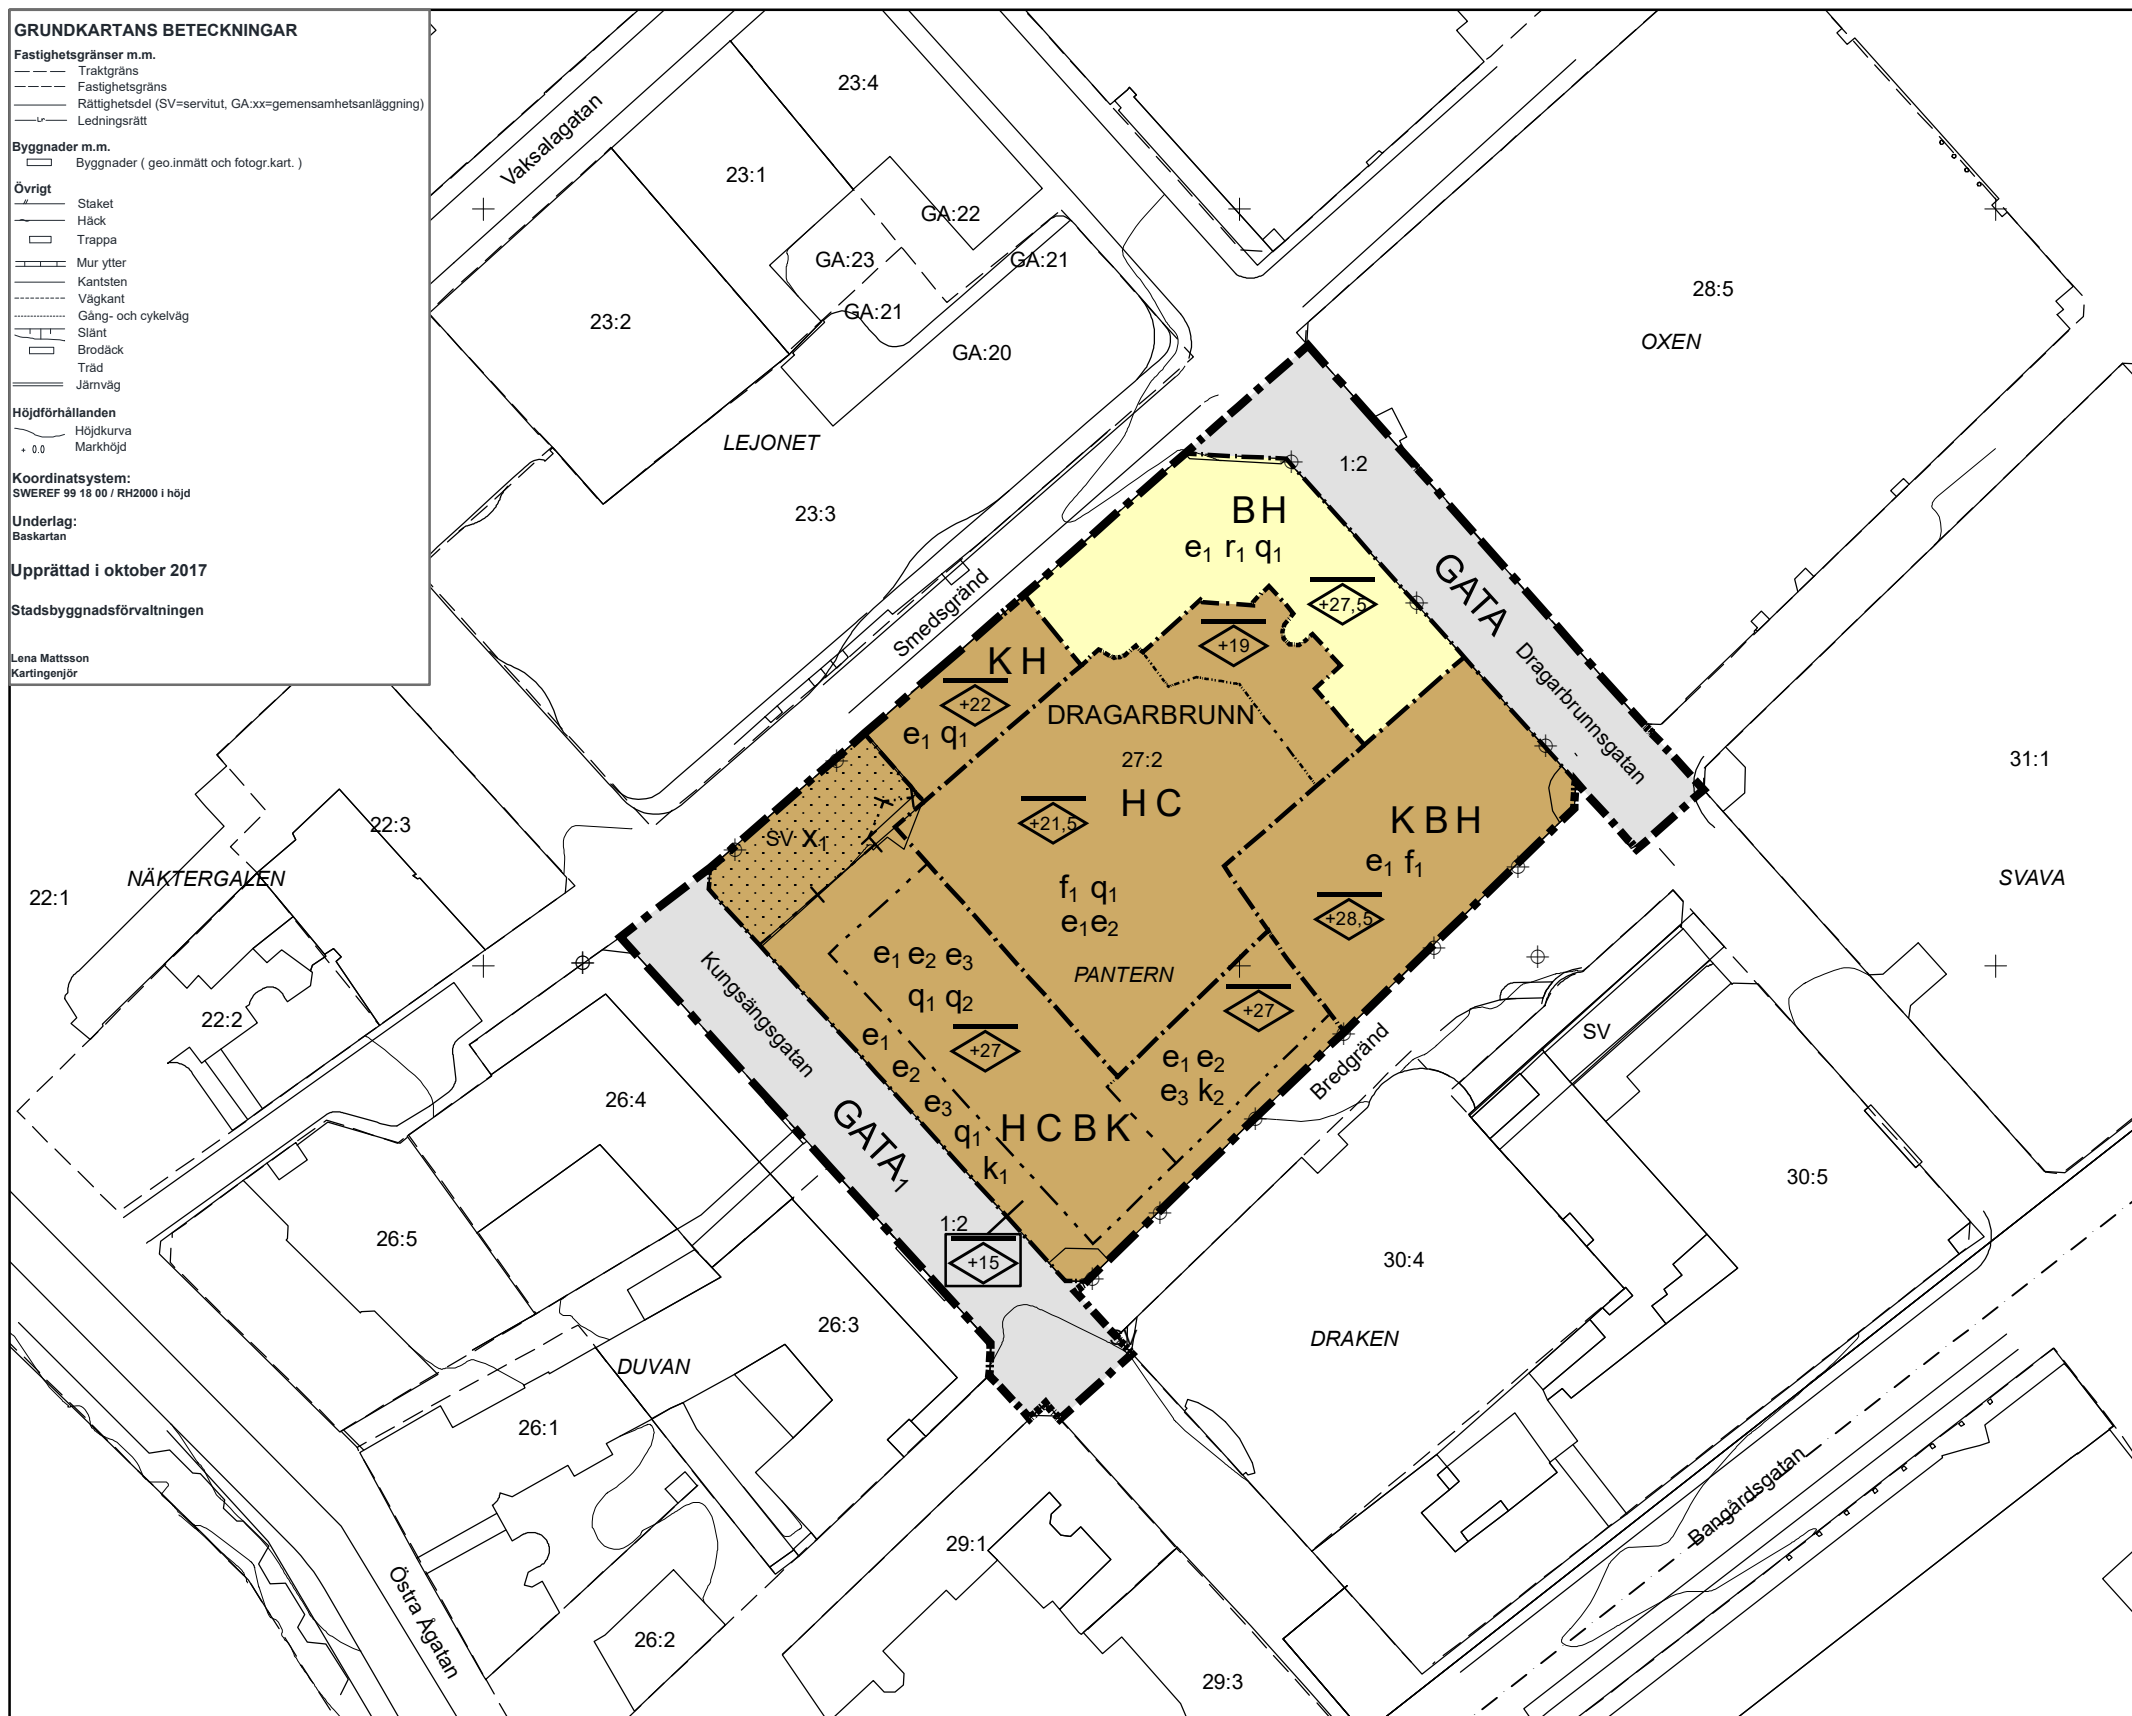 GRUNDKARTANS BETECKNINGAR
Fastighetsgränser m.m.
Traktgräns
Fastighetsgräns
Rättighetsdel (SV=servitut, GA:xx=gemensamhetsanläggning)
Lr
Ledningsrätt
Byggnader m.m.
Byggnader ( geo.inmätt och fotogr.kart. )
Övrigt
Staket
Häck
Trappa
Mur ytter
Kantsten
Vägkant
Gång- och cykelväg
Slänt
Brodäck
Träd
Järnväg
Höjdförhållanden
Höjdkurva
+ 0.0 Markhöjd
Koordinatsystem:
SWEREF 99 18 00 / RH2000 i höjd
Underlag:
Baskartan
Upprättad i oktober 2017
Stadsbyggnadsförvaltningen
Lena Mattsson
Kartingenjör
23:4
Vaksalagatan
23:1
GA:22
GA:23
GA:21
GA:21
23:2
GA:20
28:5
OXEN
LEJONET
23:3
1:2
BH
e1 r1 q1
GATA
+27,5
Smedsgränd
+19
KH
+22
e1 q1
Dragarbrunnsgatan
DRAGARBRUNN
27:2
HC
+21,5
31:1
KBH
e1 f1
22:3
SV x1
NÄKTERGALEN
22:1
SVAVA
f1 q1
e1e2
+28,5
e1 e2 e3
q1 q2
PANTERN
Kungsängsgatan
+27
+27
22:2
SV
e1
e2
e3
q1
k1
e1 e2
e3 k2
Bredgränd
26:4
GATA1
HCBK
30:5
1:2
+15
26:5
30:4
26:3
DRAKEN
DUVAN
26:1
Bangårdsgatan
29:1
Östra Ågatan
26:2
29:3